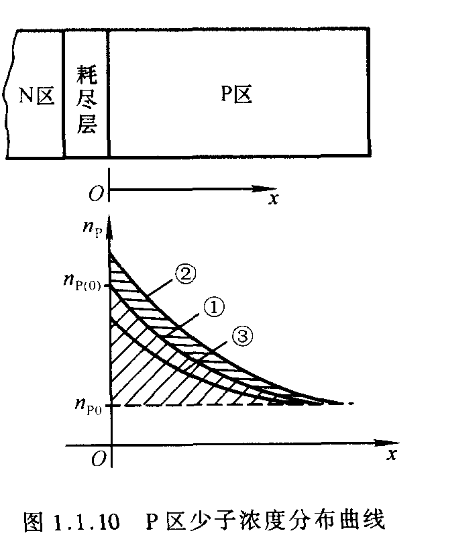 N区 耗尽层 P区
O x
n_P
②
n_P(0)
①
③
n_P0
O x
图 1.1.10 P 区少子浓度分布曲线